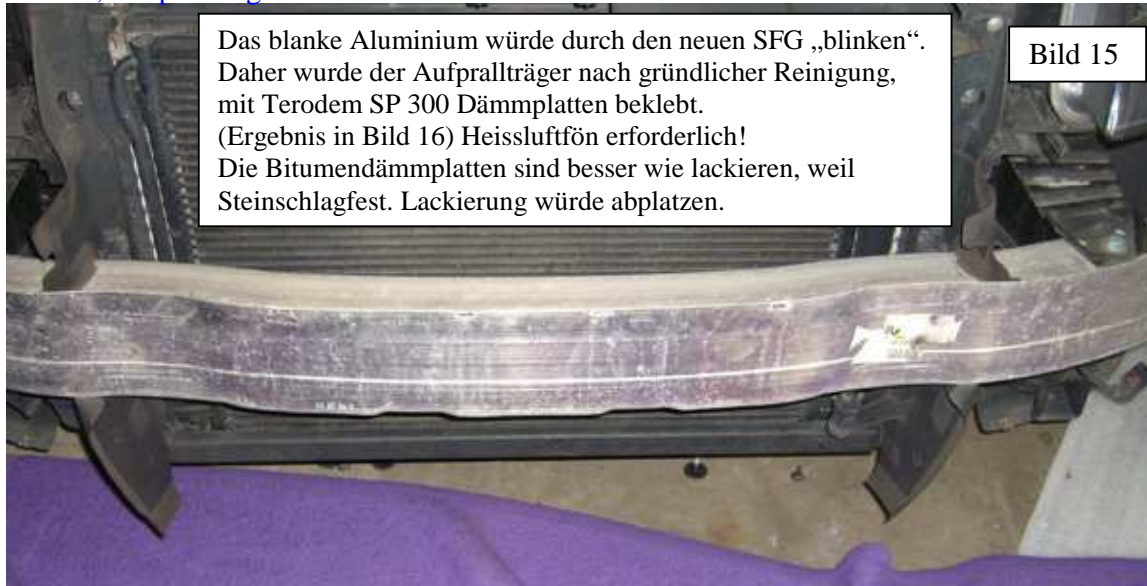 Das blanke Aluminium würde durch den neuen SFG „blinken“.
Daher wurde der Aufprallträger nach gründlicher Reinigung,
mit Terodem SP 300 Dämmplatten beklebt.
(Ergebnis in Bild 16) Heissluftfön erforderlich!
Die Bitumendämmplatten sind besser wie lackieren, weil
Steinschlagfest. Lackierung würde abplatzen.
Bild 15